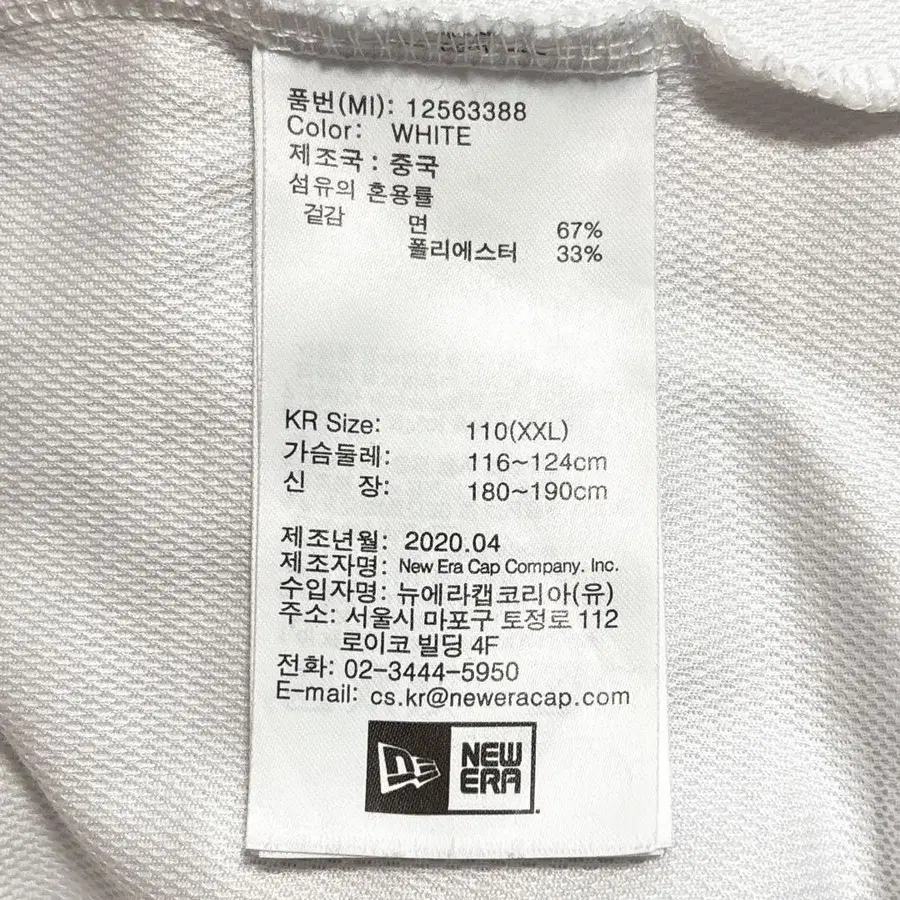 품번(MI): 12563388
Color: WHITE
제조국 : 중국
섬유의 혼용률
겉감 면 67%
폴리에스터 33%
KR Size: 110(XXL)
가슴둘레: 116~124cm
신 장: 180~190cm
제조년월: 2020.04
제조자명: New Era Cap Company. Inc.
수입자명: 뉴에라캡코리아(유)
주소: 서울시 마포구 토정로 112
로이코 빌딩 4F
전화: 02-3444-5950
E-mail: cs.kr@neweracap.com
NEW
ERA